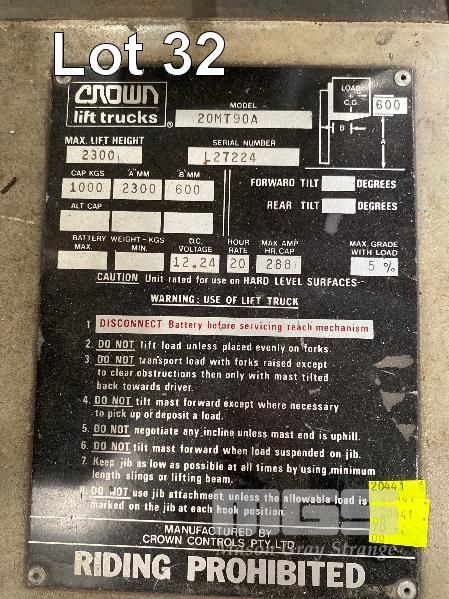 Lot 32
CROWN
lift trucks
®
MODEL
20MT90A
LOAD
C.G.
600
B
A
MAX. LIFT HEIGHT
2300
SERIAL NUMBER
L27224
CAP KGS "A"MM "B"MM
1000 2300 600
FORWARD TILT DEGREES
ALT CAP
REAR TILT DEGREES
BATTERY WEIGHT-KGS
MAX. MIN.
D.C. VOLTAGE
12.24
HOUR RATE
20
MAX. AMP HR. CAP
288
MAX. GRADE WITH LOAD
5 %
CAUTION Unit rated for use on HARD LEVEL SURFACES
WARNING: USE OF LIFT TRUCK
1 DISCONNECT Battery before servicing reach mechanism
2. DO NOT lift load unless placed evenly on forks.
3. DO NOT transport load with forks raised except
to clear obstructions then only with mast tilted
back towards driver.
4. DO NOT tilt mast forward except where necessary
to pick up or deposit a load.
5. DO NOT negotiate any incline unless mast end is uphill.
6. DO NOT tilt mast forward when load suspended on jib.
7. Keep jib as low as possible at all times by using minimum
length slings or lifting beam.
DO NOT use jib attachment unless the allowable load is
marked on the jib at each hook position.
20441
20441
MANUFACTURED BY
CROWN CONTROLS PTY. LTD.
RIDING PROHIBITED